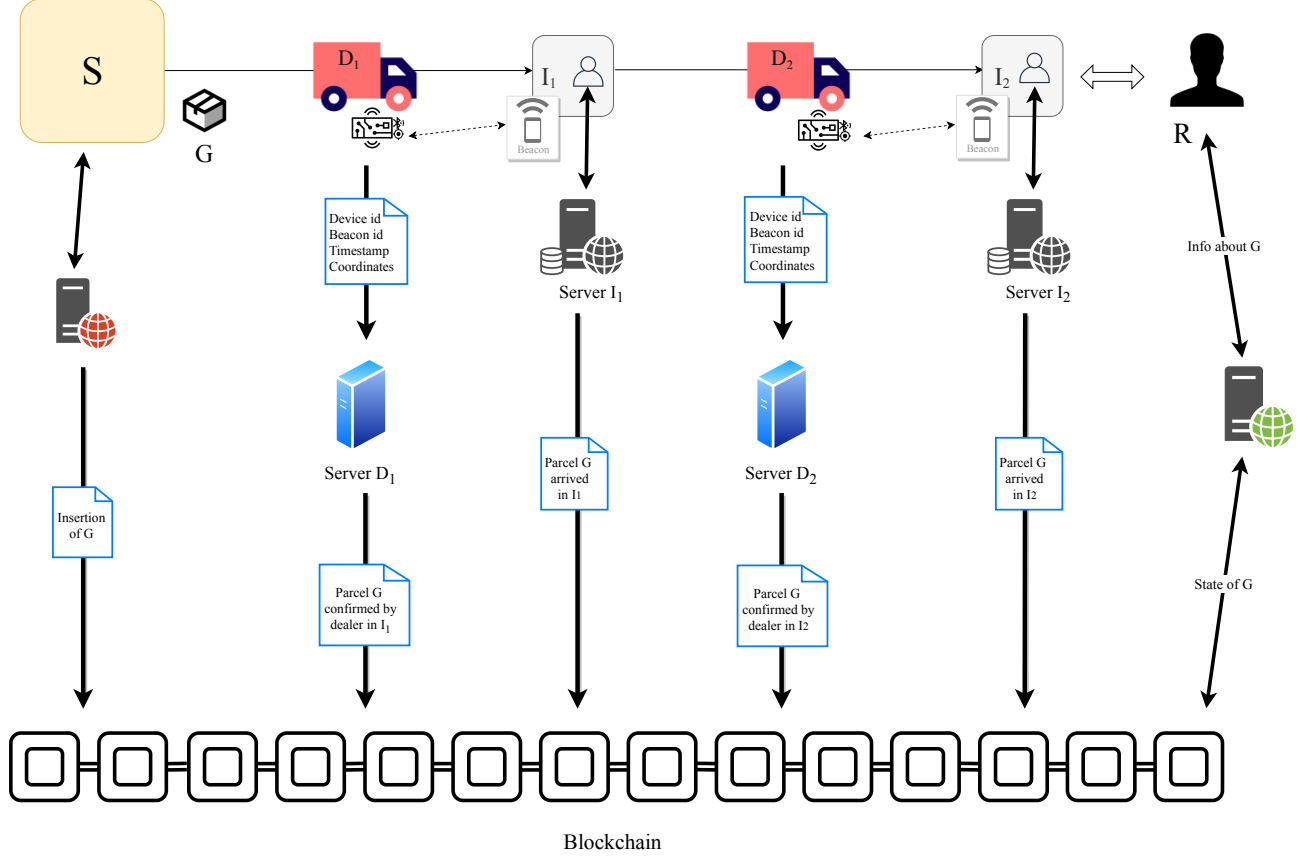 S
D1
I1
D2
I2
G
Beacon
Beacon
R
Device id
Beacon id
Timestamp
Coordinates
Device id
Beacon id
Timestamp
Coordinates
Info about G
Server I1
Server I2
Server D1
Server D2
Parcel G
arrived
in I1
Parcel G
arrived
in I2
Insertion
of G
Parcel G
confirmed by
dealer in I1
Parcel G
confirmed by
dealer in I2
State of G
Blockchain